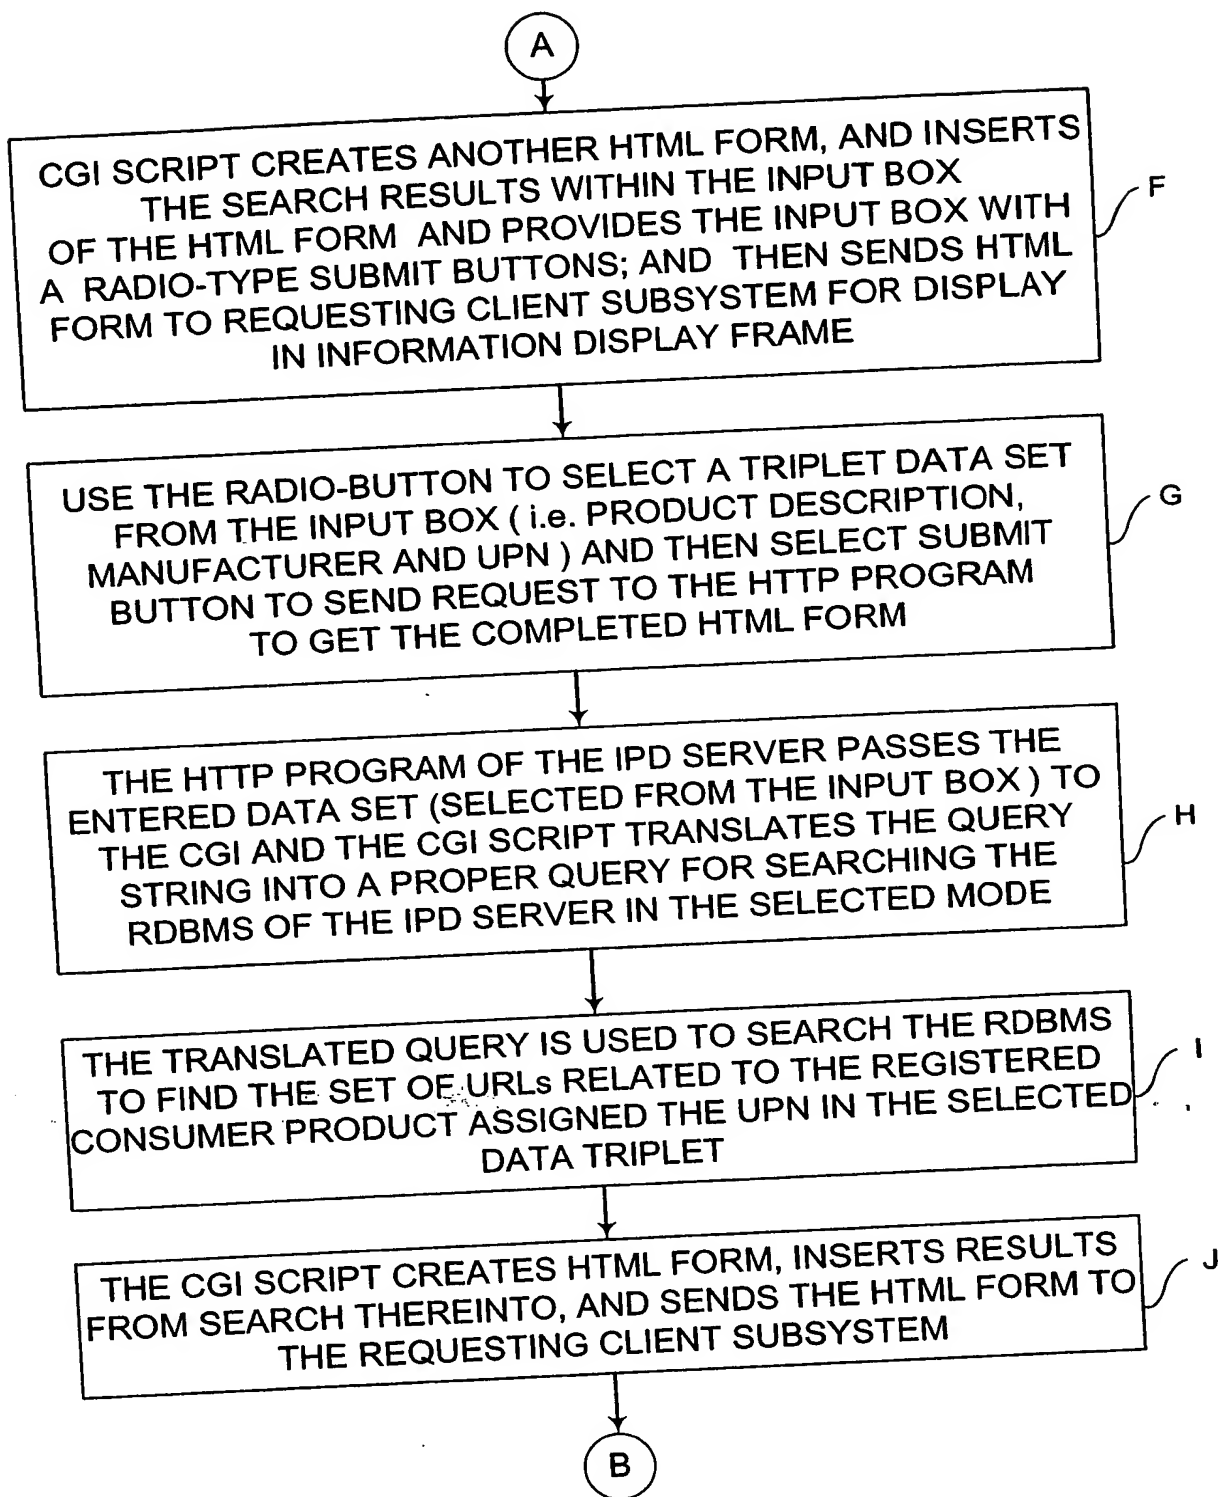 A
CGI SCRIPT CREATES ANOTHER HTML FORM, AND INSERTS
THE SEARCH RESULTS WITHIN THE INPUT BOX
OF THE HTML FORM AND PROVIDES THE INPUT BOX WITH
A RADIO-TYPE SUBMIT BUTTONS; AND THEN SENDS HTML
FORM TO REQUESTING CLIENT SUBSYSTEM FOR DISPLAY
IN INFORMATION DISPLAY FRAME
F
USE THE RADIO-BUTTON TO SELECT A TRIPLET DATA SET
FROM THE INPUT BOX ( i.e. PRODUCT DESCRIPTION,
MANUFACTURER AND UPN ) AND THEN SELECT SUBMIT
BUTTON TO SEND REQUEST TO THE HTTP PROGRAM
TO GET THE COMPLETED HTML FORM
G
THE HTTP PROGRAM OF THE IPD SERVER PASSES THE
ENTERED DATA SET (SELECTED FROM THE INPUT BOX ) TO
THE CGI AND THE CGI SCRIPT TRANSLATES THE QUERY
STRING INTO A PROPER QUERY FOR SEARCHING THE
RDBMS OF THE IPD SERVER IN THE SELECTED MODE
H
THE TRANSLATED QUERY IS USED TO SEARCH THE RDBMS
TO FIND THE SET OF URLs RELATED TO THE REGISTERED
CONSUMER PRODUCT ASSIGNED THE UPN IN THE SELECTED
DATA TRIPLET
I
THE CGI SCRIPT CREATES HTML FORM, INSERTS RESULTS
FROM SEARCH THEREINTO, AND SENDS THE HTML FORM TO
THE REQUESTING CLIENT SUBSYSTEM
J
B